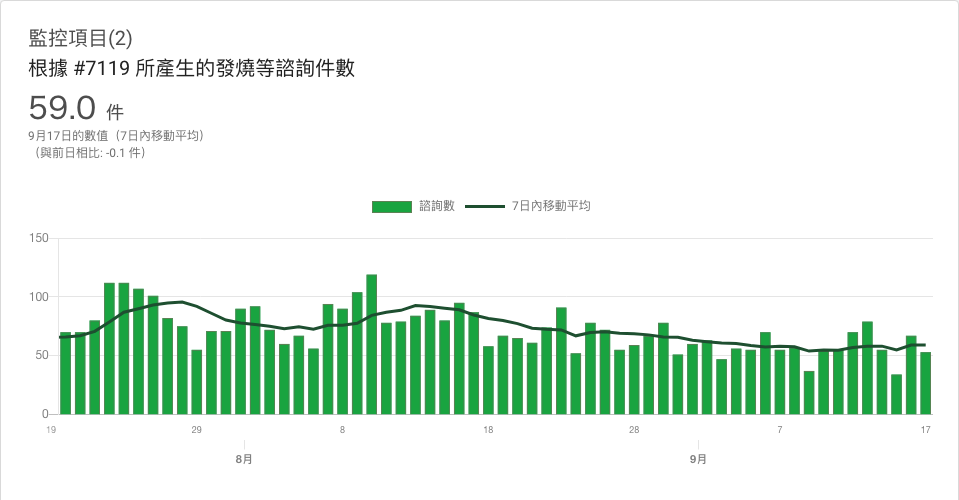 監控項目(2)
根據 #7119 所產生的發燒等諮詢件數
59.0 件
9月17日的數值（7日內移動平均）
（與前日相比: -0.1 件）
諮詢數 7日內移動平均
150
100
50
0
19 29 8 18 28 7 17
8月 9月